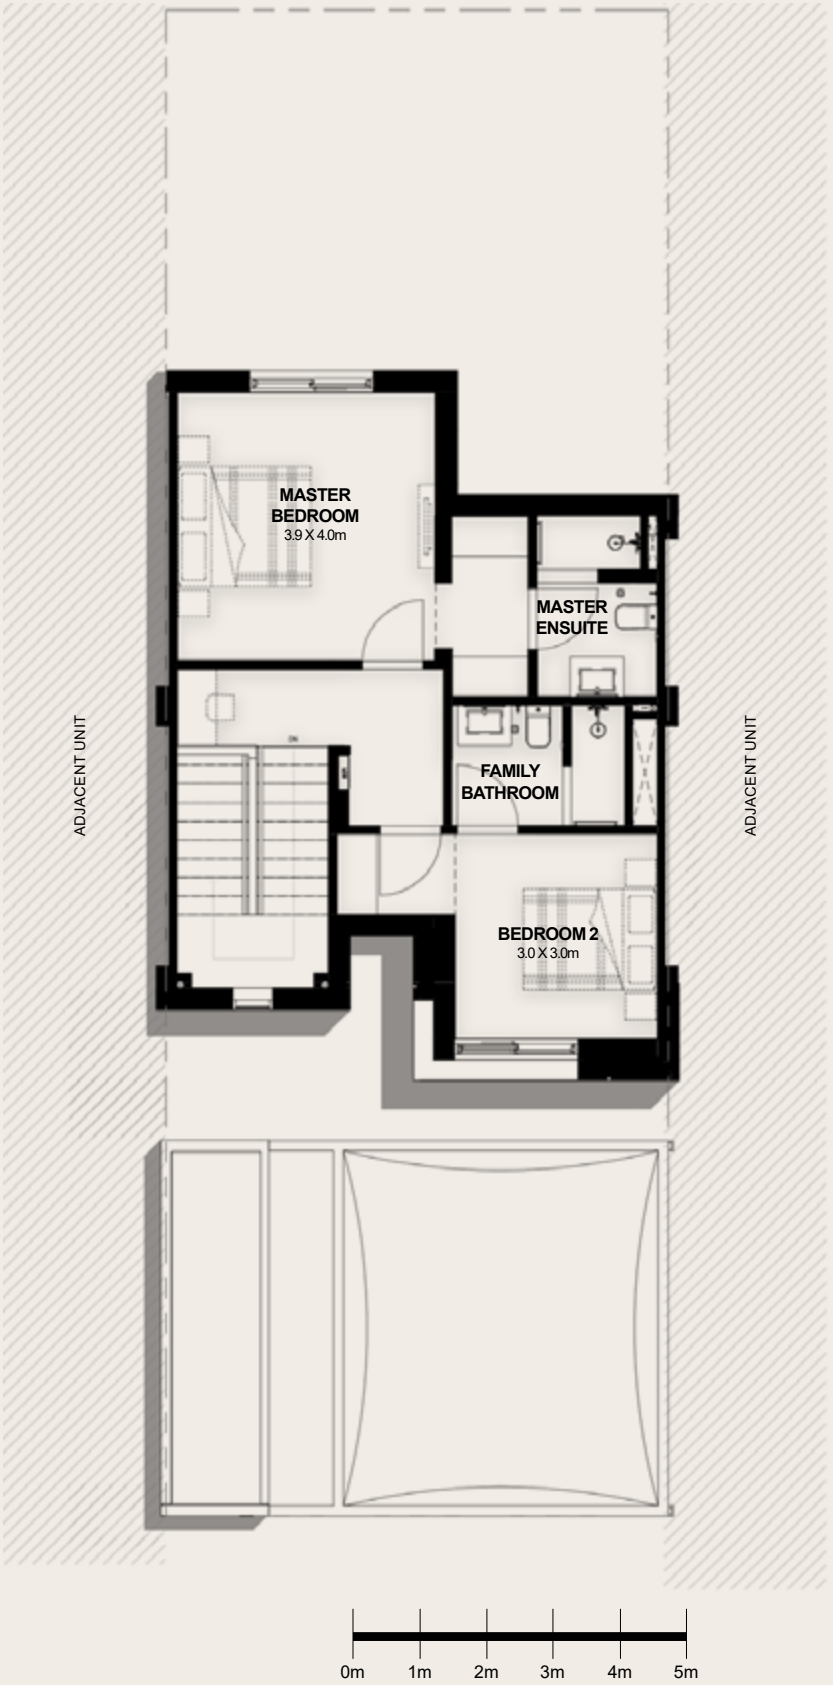 MASTER
BEDROOM
3.9 X 4.0m
MASTER
ENSUITE
ADJACENT UNIT
ADJACENT UNIT
DN
FAMILY
BATHROOM
BEDROOM 2
3.0 X 3.0m
0m 1m 2m 3m 4m 5m